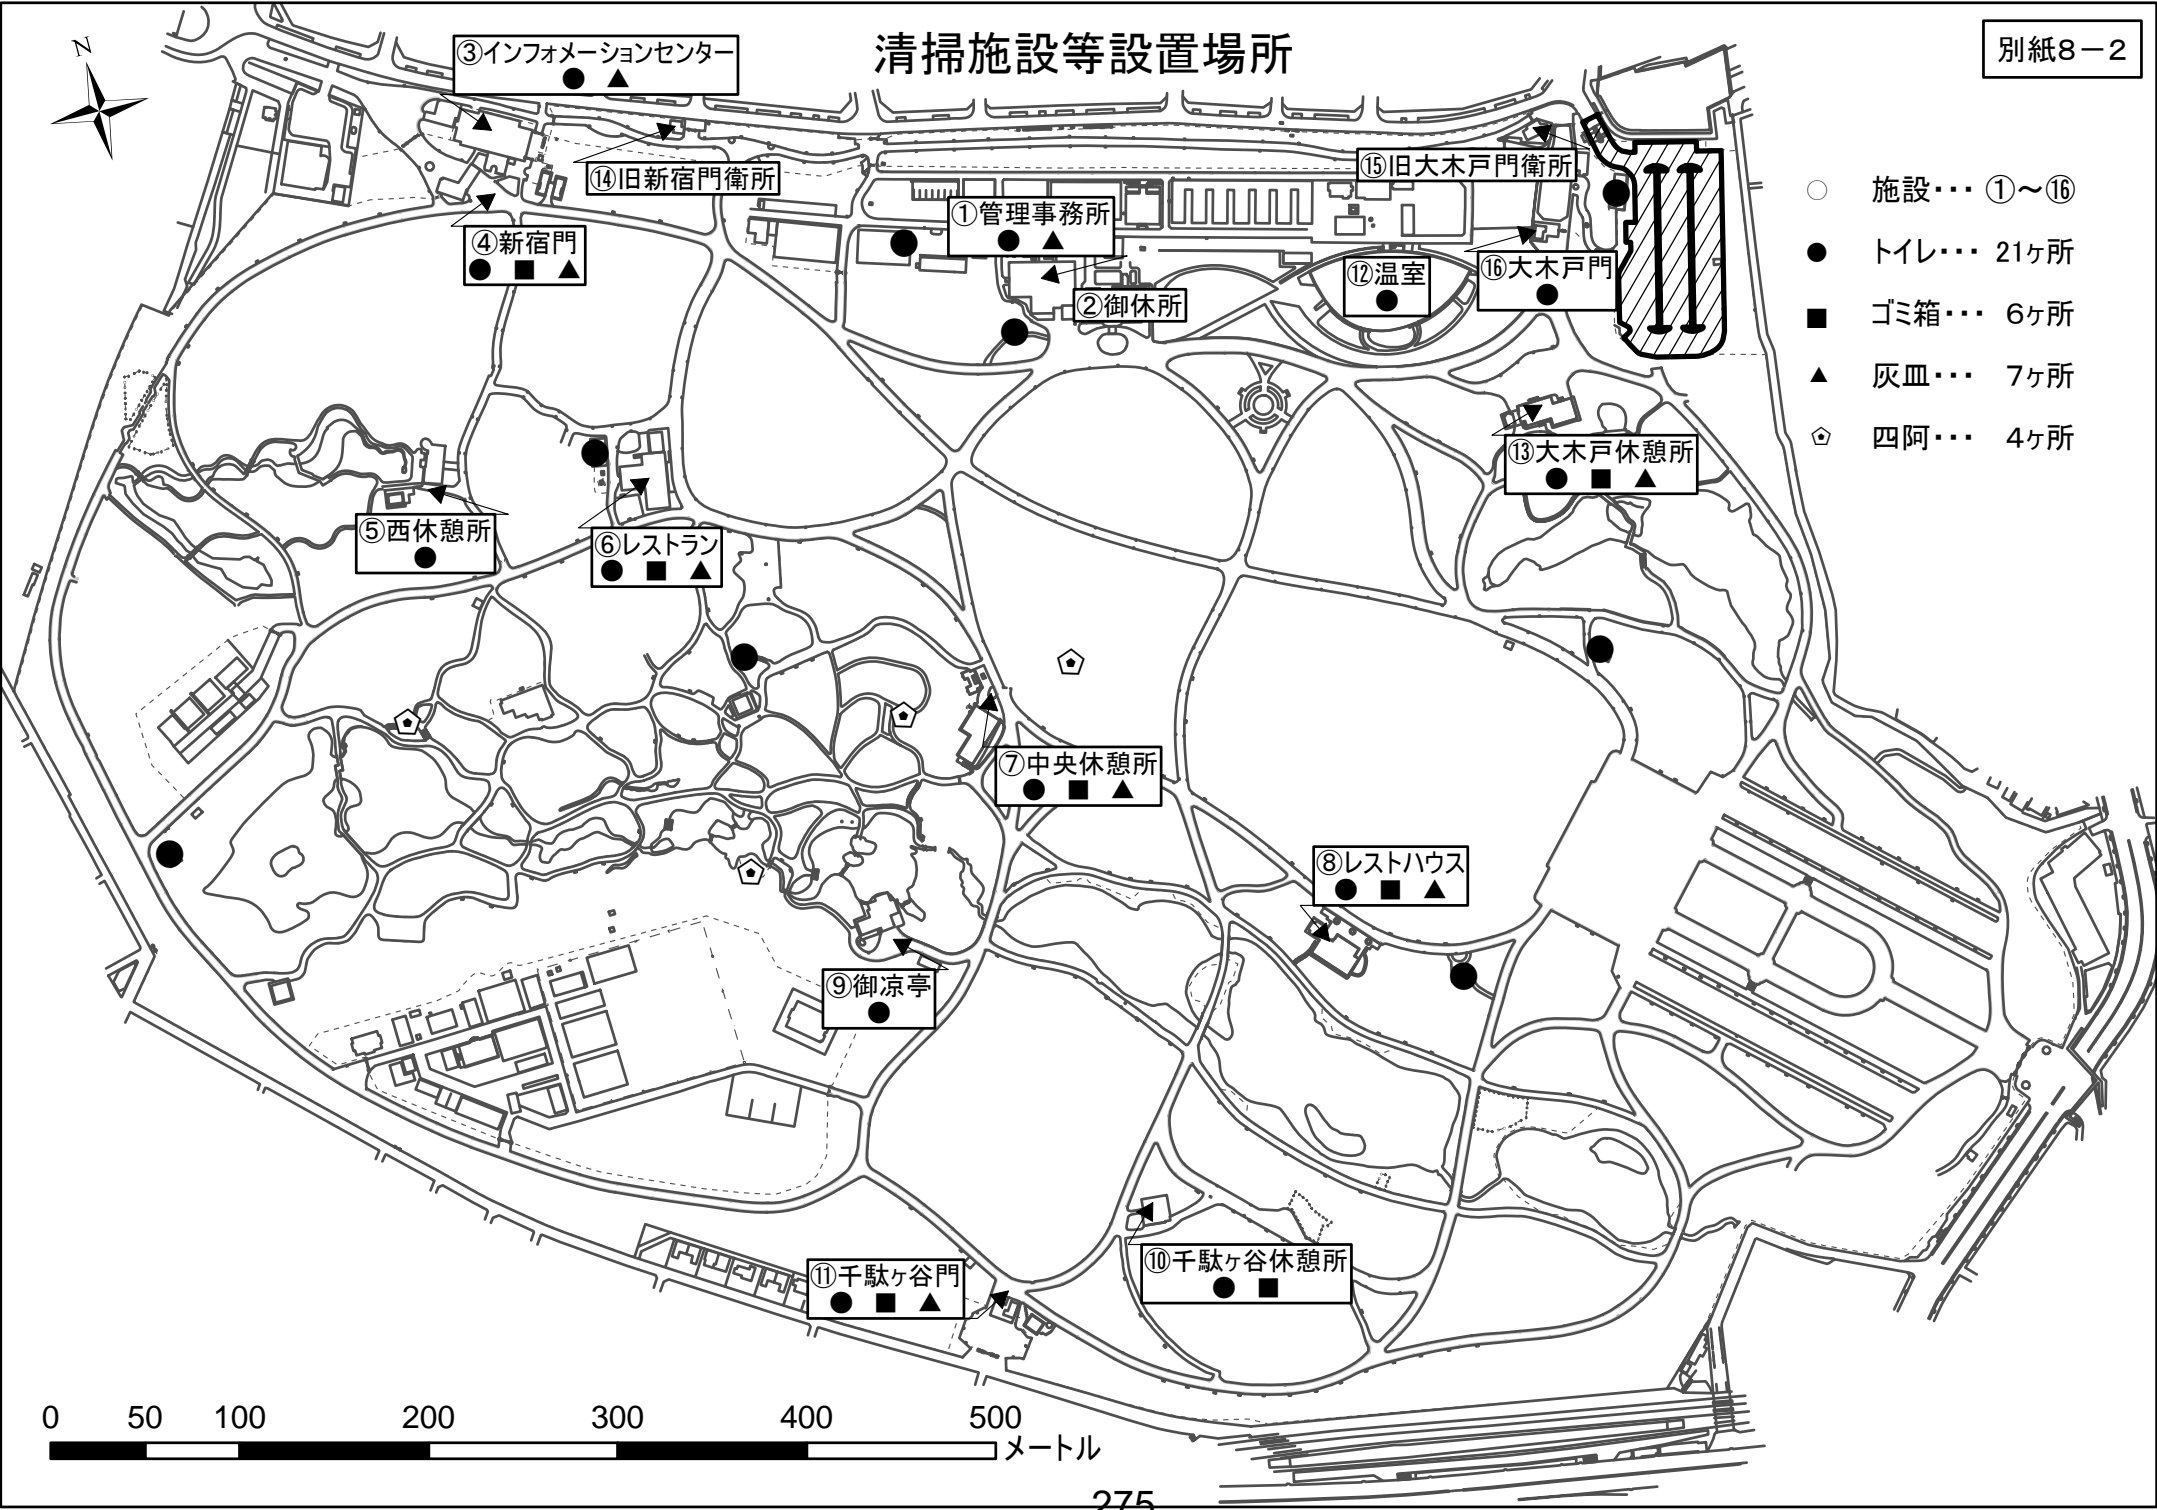 清掃施設等設置場所
別紙8－2
N
③インフォメーションセンター
● ▲
⑭旧新宿門衛所
⑮旧大木戸門衛所
①管理事務所
● ▲
④新宿門
● ■ ▲
②御休所
⑫温室
●
⑯大木戸門
●
○ 施設･･･ ①～⑯
● トイレ･･･ 21ヶ所
■ ゴミ箱･･･ 6ヶ所
▲ 灰皿･･･ 7ヶ所
四阿･･･ 4ヶ所
⑬大木戸休憩所
● ■ ▲
⑤西休憩所
●
⑥レストラン
● ■ ▲
⑦中央休憩所
● ■ ▲
⑧レストハウス
● ■ ▲
⑨御凉亭
●
⑩千駄ヶ谷休憩所
● ■
⑪千駄ヶ谷門
● ■ ▲
0 50 100 200 300 400 500
メートル
275